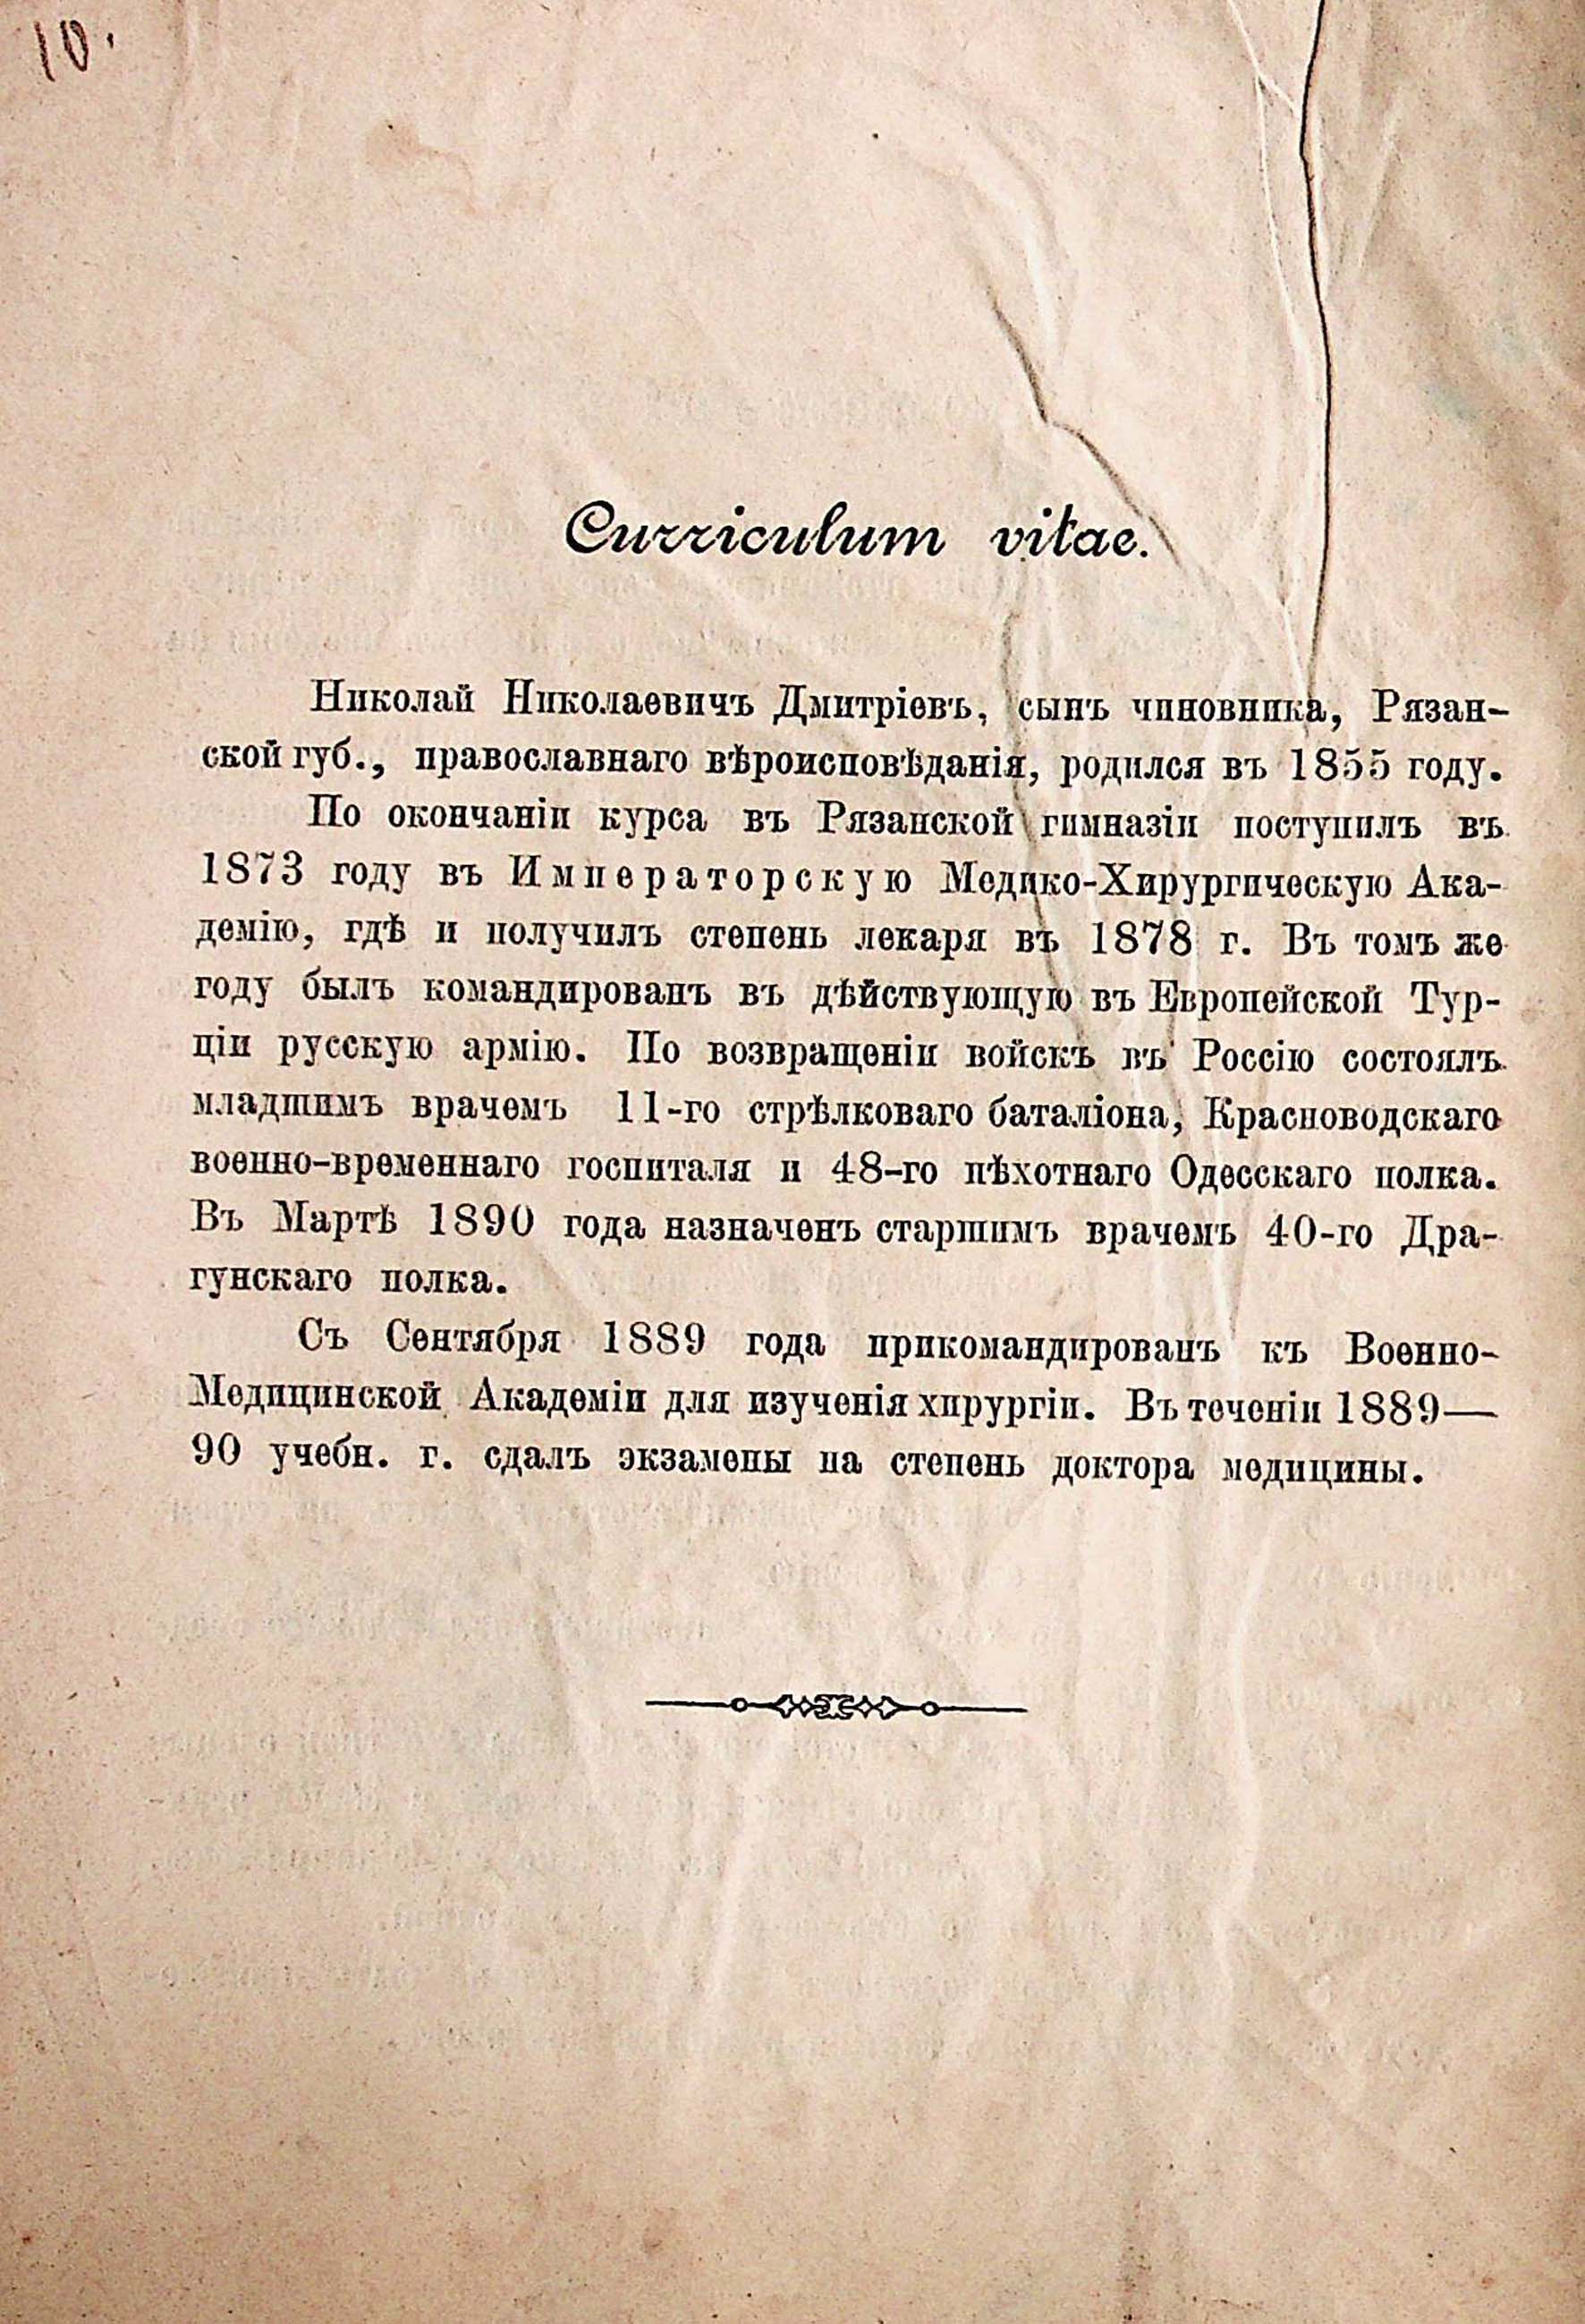 10.
Curriculum vitae.
Николай Николаевичъ Дмитріевъ, сынъ чиновника, Рязан-
ской губ., православнаго вѣроисповѣданія, родился въ 1855 году.
По окончаніи курса въ Рязанской гимназіи поступилъ въ
1873 году въ Императорскую Медико-Хирургическую Ака-
демію, гдѣ и получилъ степень лекаря въ 1878 г. Въ томъ же
году былъ командированъ въ дѣйствующую въ Европейской Тур-
ціи русскую армію. По возвращеніи войскъ въ Россію состоялъ
младшимъ врачемъ 11-го стрѣлковаго баталіона, Красноводскаго
военно-временнаго госпиталя и 48-го пѣхотнаго Одесскаго полка.
Въ Мартѣ 1890 года назначенъ старшимъ врачемъ 40-го Дра-
гунскаго полка.
Съ Сентября 1889 года прикомандированъ къ Военно-
Медицинской Академіи для изученія хирургіи. Въ теченіи 1889—
90 учебн. г. сдалъ экзамены на степень доктора медицины.